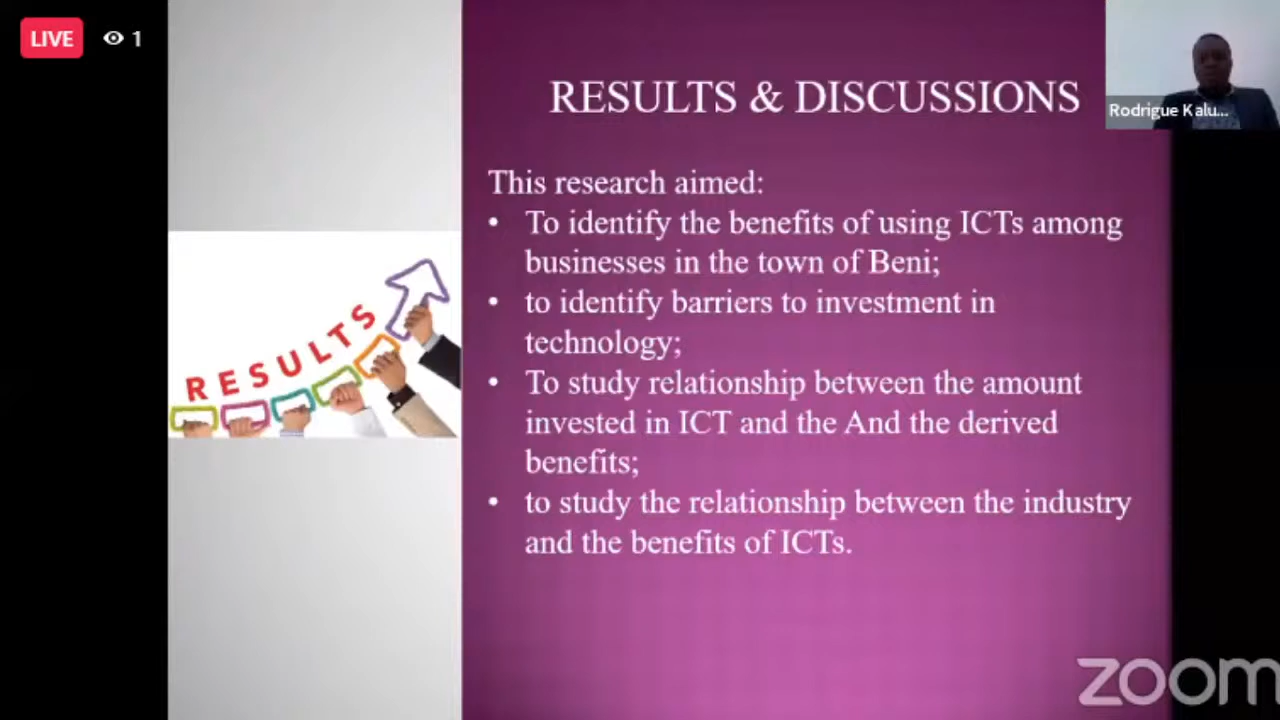 LIVE
1
RESULTS & DISCUSSIONS
Rodrigue Kalu...
This research aimed:
• To identify the benefits of using ICTs among
businesses in the town of Beni;
• to identify barriers to investment in
technology;
• To study relationship between the amount
invested in ICT and the And the derived
benefits;
• to study the relationship between the industry
and the benefits of ICTs.
RESULTS
zoom